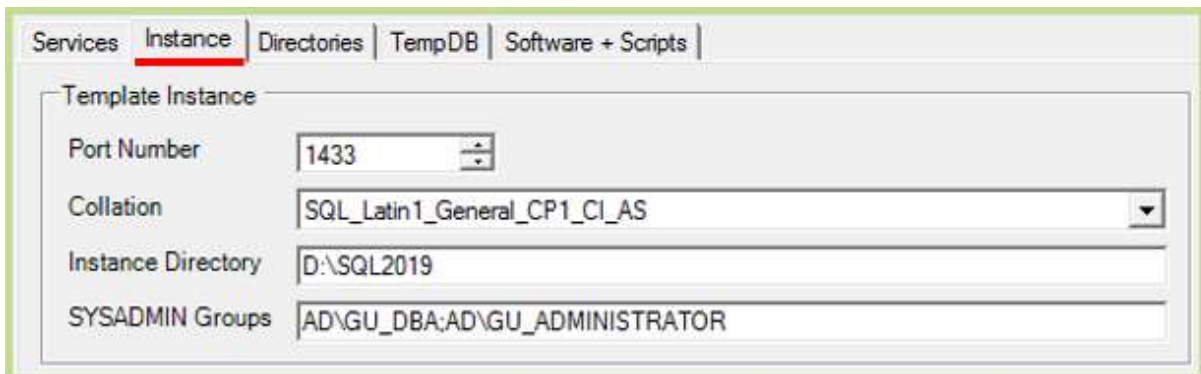 Services Instance Directories TempDB Software + Scripts
Template Instance
Port Number 1433
Collation SQL_Latin1_General_CP1_CI_AS
Instance Directory D:\SQL2019
SYSADMIN Groups AD\GU_DBA;AD\GU_ADMINISTRATOR